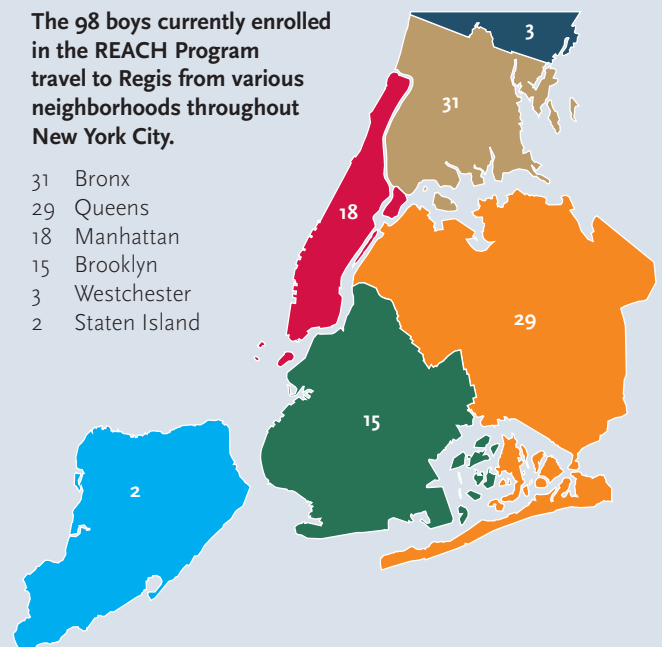 The 98 boys currently enrolled
in the REACH Program
travel to Regis from various
neighborhoods throughout
New York City.
31 Bronx
29 Queens
18 Manhattan
15 Brooklyn
3 Westchester
2 Staten Island
3
31
18
29
15
2